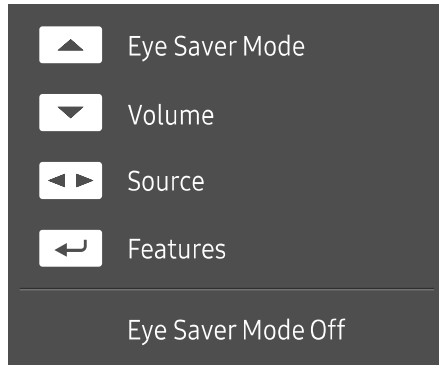 Eye Saver Mode
Volume
Source
Features
Eye Saver Mode Off